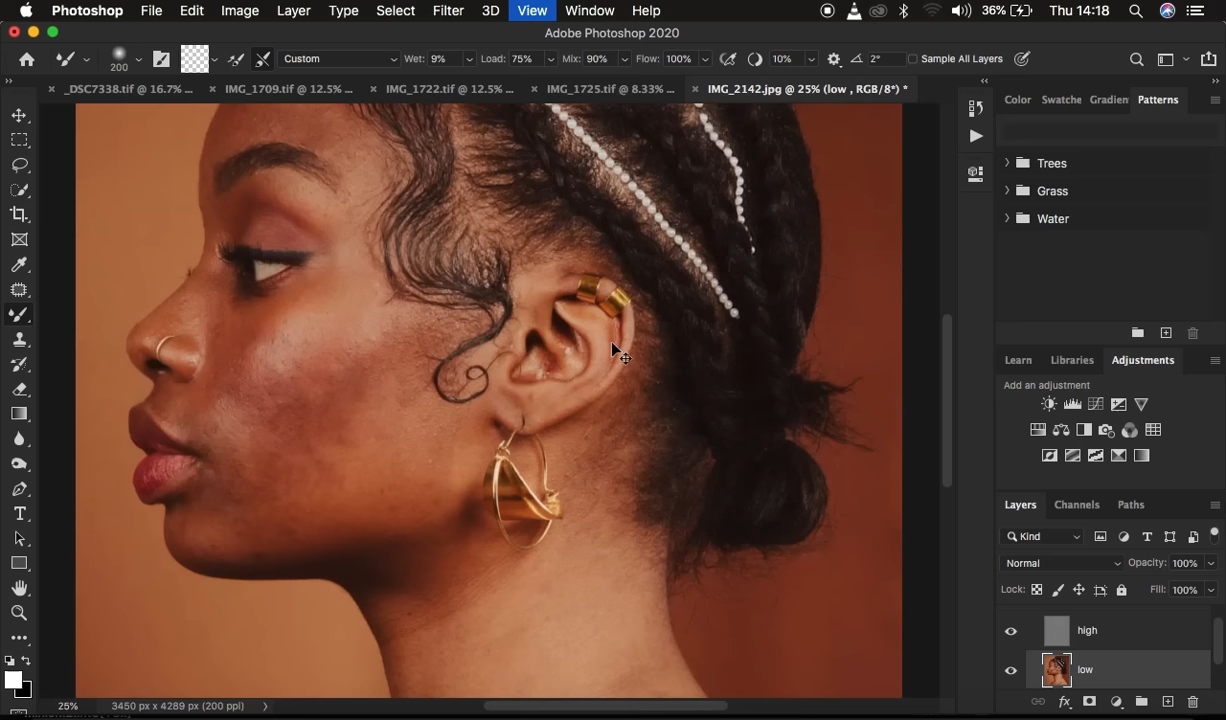 Photoshop File Edit Image Layer Type Select Filter 3D View Window Help 36% Thu 14:18
Adobe Photoshop 2020
200 Custom Wet: 9% Load: 75% Mix: 90% Flow: 100% 10% 2° Sample All Layers
_DSC7338.tif @ 16.7% ... IMG_1709.tif @ 12.5% ... IMG_1722.tif @ 12.5% ... IMG_1725.tif @ 8.33% ... IMG_2142.jpg @ 25% (low , RGB/8*) *
Color Swatche Gradien Patterns
Trees
Grass
Water
Learn Libraries Adjustments
Add an adjustment
Layers Channels Paths
Kind
Normal Opacity: 100%
Lock: Fill: 100%
high
low
25% 3450 px x 4289 px (200 ppi)